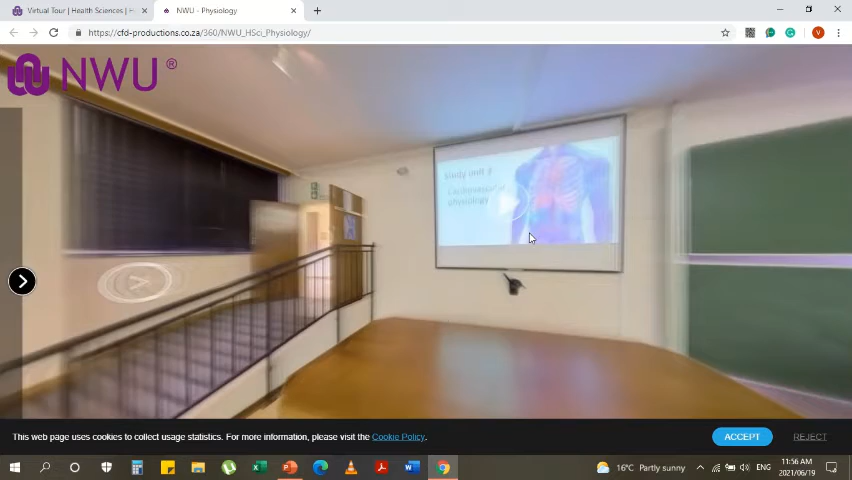 Virtual Tour | Health Sciences | H
NWU - Physiology
https://cfd-productions.co.za/360/NWU_HSci_Physiology/
V
NWU®
Study unit 3
Cardiovascular
physiology
This web page uses cookies to collect usage statistics. For more information, please visit the Cookie Policy.
ACCEPT
REJECT
16°C Partly sunny
ENG
11:56 AM
2021/06/19